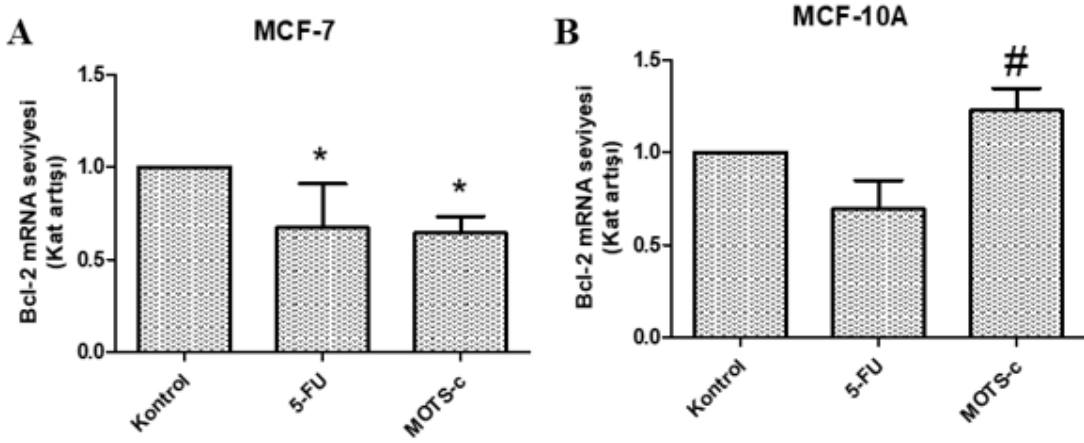 A
MCF-7
Bcl-2 mRNA seviyesi
(Kat artışı)
1.5
1.0
0.5
0.0
*
*
Kontrol
5-FU
MOTS-c
B
MCF-10A
Bcl-2 mRNA seviyesi
(Kat artışı)
1.5
1.0
0.5
0.0
#
Kontrol
5-FU
MOTS-c